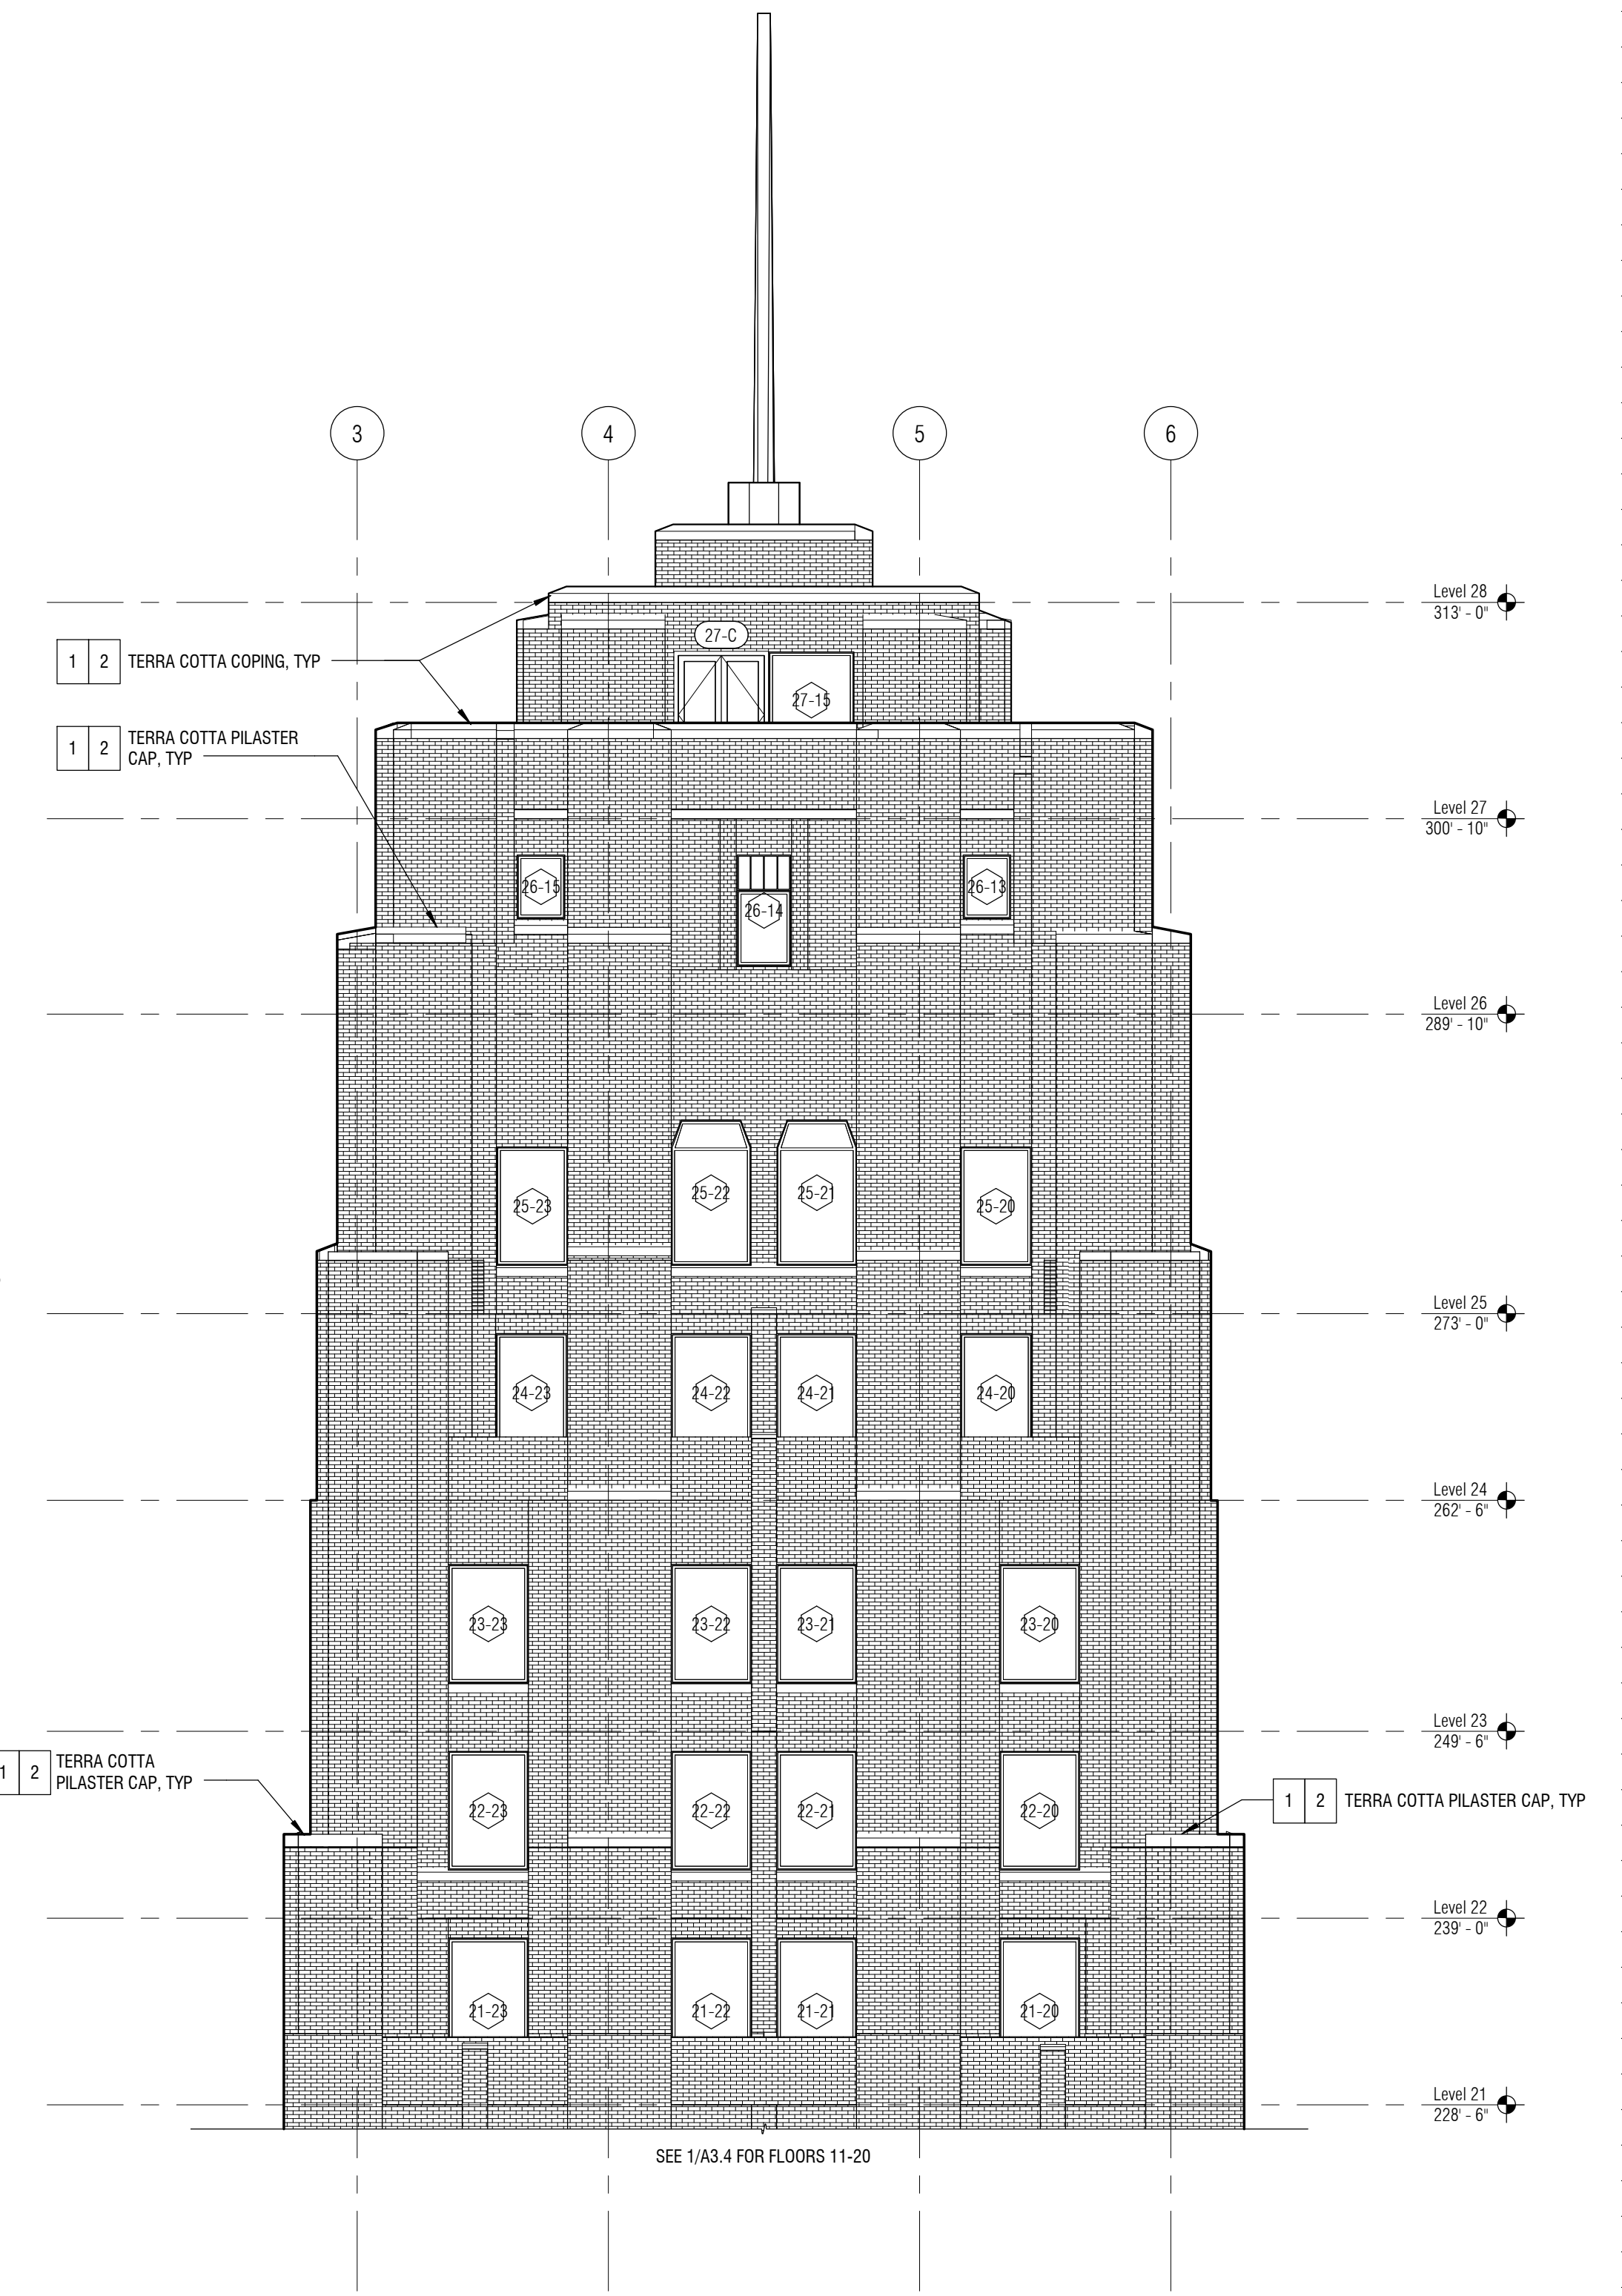 3
4
5
6
Level 28
313' - 0"
27-C
1 2 TERRA COTTA COPING, TYP
27-15
1 2 TERRA COTTA PILASTER
CAP, TYP
Level 27
300' - 10"
26-15
26-14
26-13
Level 26
289' - 10"
25-23
25-22
25-21
25-20
Level 25
273' - 0"
24-23
24-22
24-21
24-20
Level 24
262' - 6"
23-23
23-22
23-21
23-20
Level 23
249' - 6"
1 2 TERRA COTTA
PILASTER CAP, TYP
22-23
22-22
22-21
22-20
1 2 TERRA COTTA PILASTER CAP, TYP
Level 22
239' - 0"
21-23
21-22
21-21
21-20
Level 21
228' - 6"
SEE 1/A3.4 FOR FLOORS 11-20